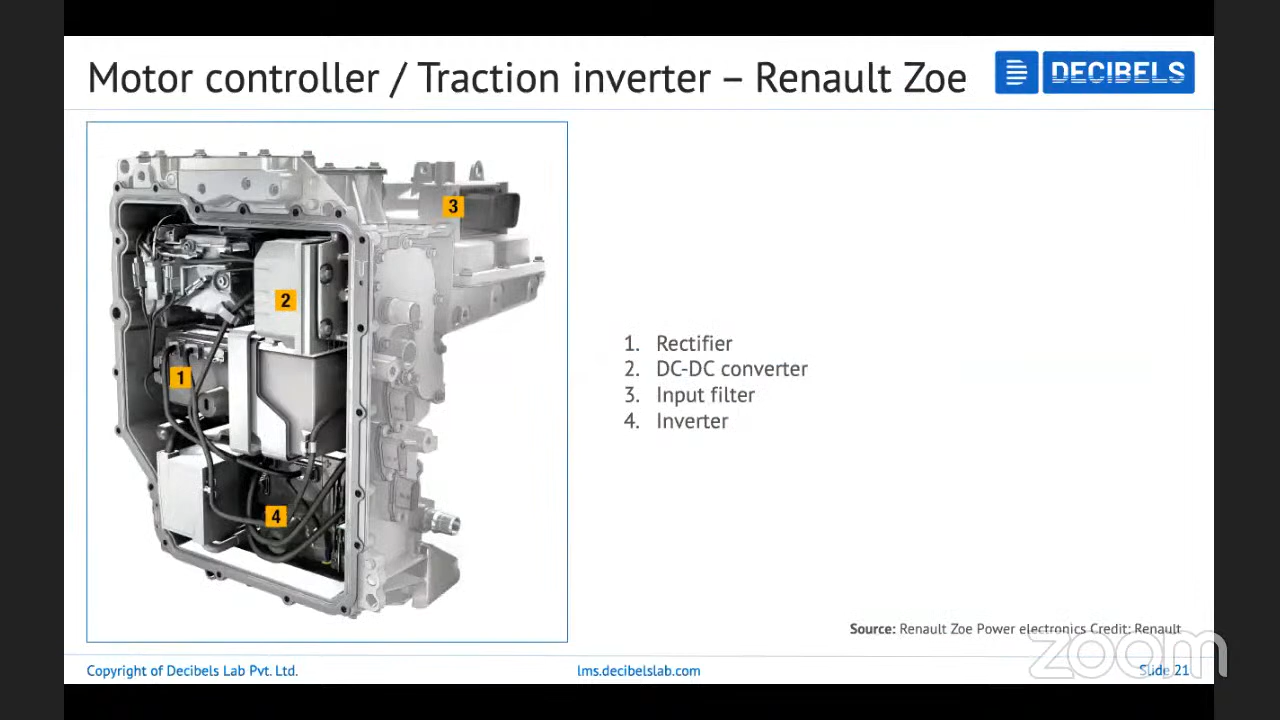 Motor controller / Traction inverter – Renault Zoe
DECIBELS
3
2
1
4
1. Rectifier
2. DC-DC converter
3. Input filter
4. Inverter
Source: Renault Zoe Power electronics Credit: Renault
zoom
Copyright of Decibels Lab Pvt. Ltd.
lms.decibelslab.com
Slide 21